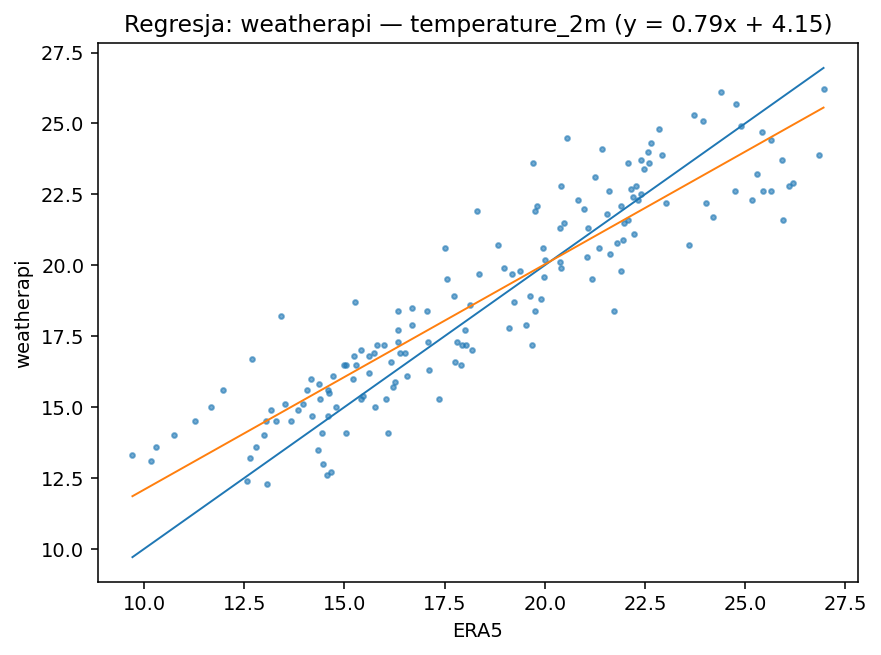 Regresja: weatherapi — temperature_2m (y = 0.79x + 4.15)
27.5
25.0
22.5
20.0
17.5
15.0
12.5
10.0
weatherapi
10.0 12.5 15.0 17.5 20.0 22.5 25.0 27.5
ERA5